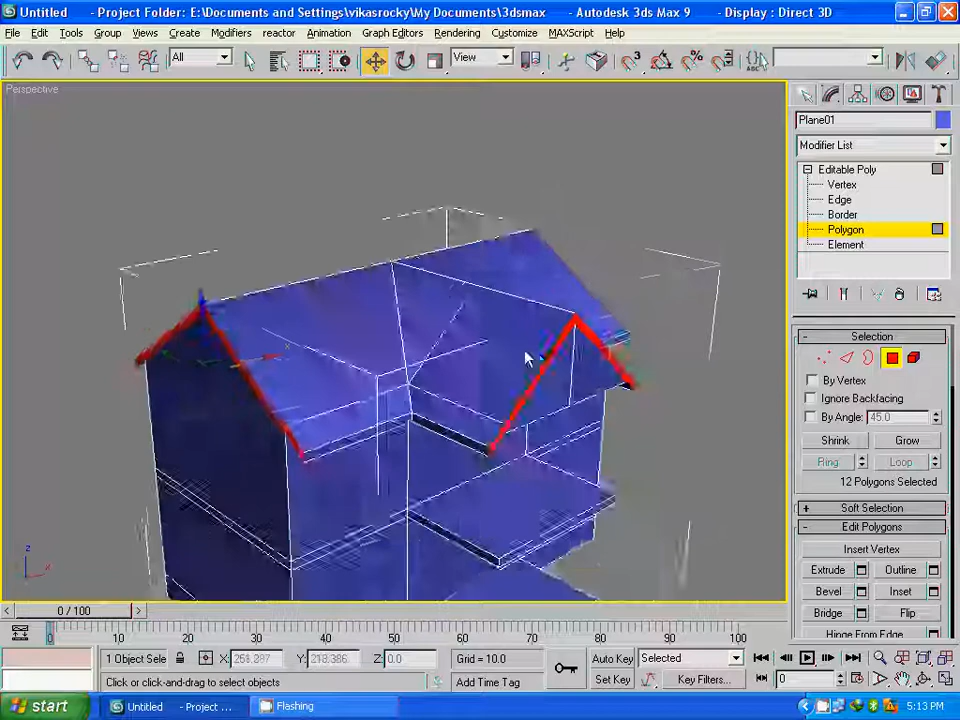 Untitled - Project Folder: E:\Documents and Settings\vikasrocky\My Documents\3dsmax - Autodesk 3ds Max 9 - Display : Direct 3D
File Edit Tools Group Views Create Modifiers reactor Animation Graph Editors Rendering Customize MAXScript Help
All View
Perspective
Plane01
Modifier List
Editable Poly
Vertex
Edge
Border
Polygon
Element
Selection
By Vertex
Ignore Backfacing
By Angle: 45.0
Shrink Grow
Ring Loop
12 Polygons Selected
Soft Selection
Edit Polygons
Insert Vertex
Extrude Outline
Bevel Inset
Bridge Flip
Hinge From Edge
z
x
x
0 / 100
0 10 20 30 40 50 60 70 80 90 100
1 Object Sele X: Y: Z: 0.0 Grid = 10.0 Auto Key Selected
Click or click-and-drag to select objects Add Time Tag Set Key Key Filters... 0
start Untitled - Project ... Flashing 5:13 PM